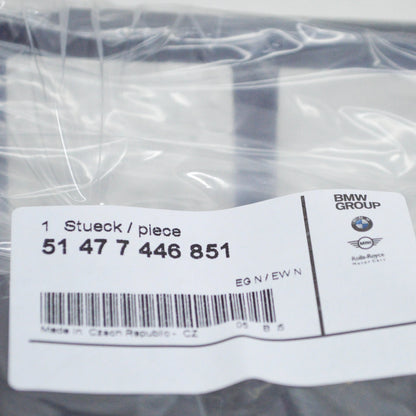 1 Stueck / piece
51 47 7 446 851
EG N / EW N
Made in Czech Republic - CZ
BMW
GROUP
MINI
Rolls-Royce
Motor Cars